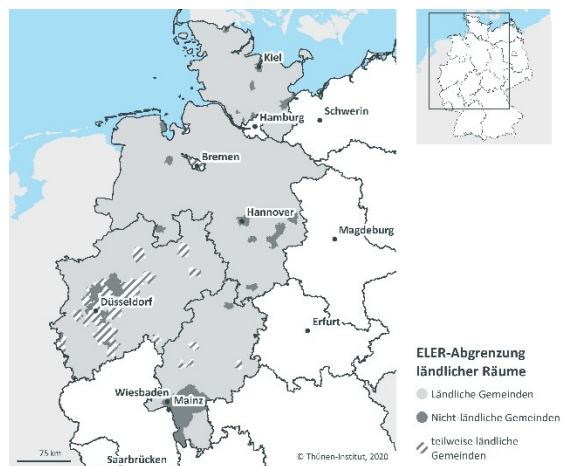 Kiel
Hamburg
Schwerin
Bremen
Hannover
Magdeburg
Düsseldorf
Erfurt
Wiesbaden
Mainz
Saarbrücken
75 km
© Thünen-Institut, 2020
ELER-Abgrenzung
ländlicher Räume
Ländliche Gemeinden
Nicht-ländliche Gemeinden
teilweise ländliche
Gemeinden